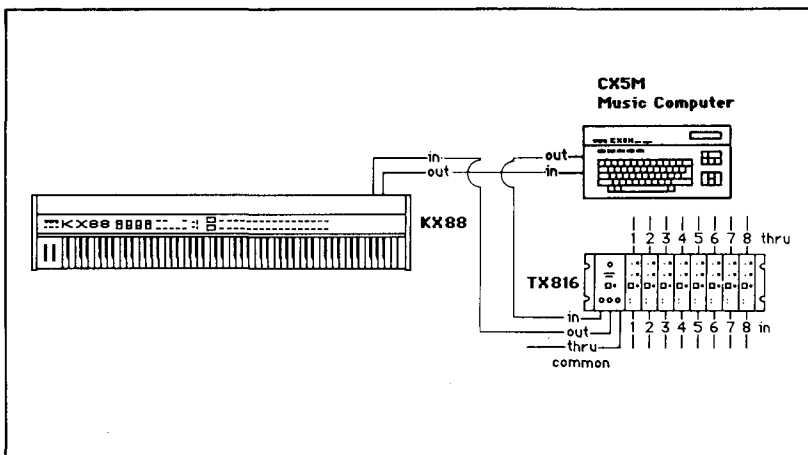 CX5M
Music Computer
in
out
out
in
KX88
KX88
1 2 3 4 5 6 7 8 thru
TX816
in
out
thru
common
1 2 3 4 5 6 7 8 in